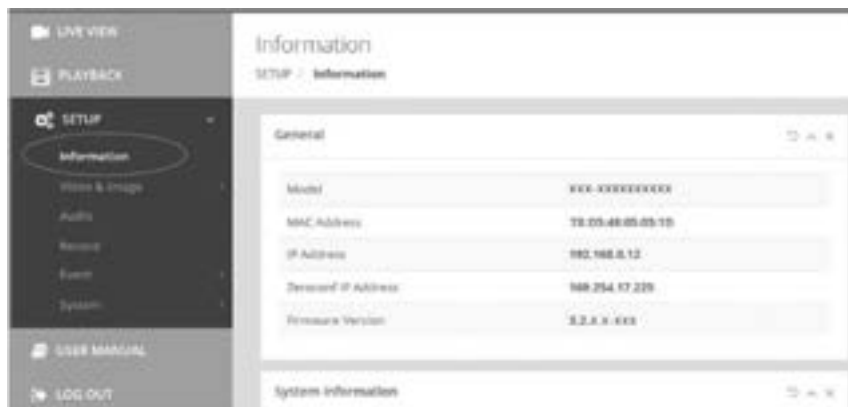 LIVE VIEW
PLAYBACK
SETUP
Information
Video & Image
Audio
Record
Event
System
USER MANUAL
LOG OUT
Information
SETUP / Information
General
Model XXX-XXXXXXXXXX
MAC Address
IP Address 192.168.0.12
Zeroconf IP Address 169.254.17.229
Firmware Version
System Information